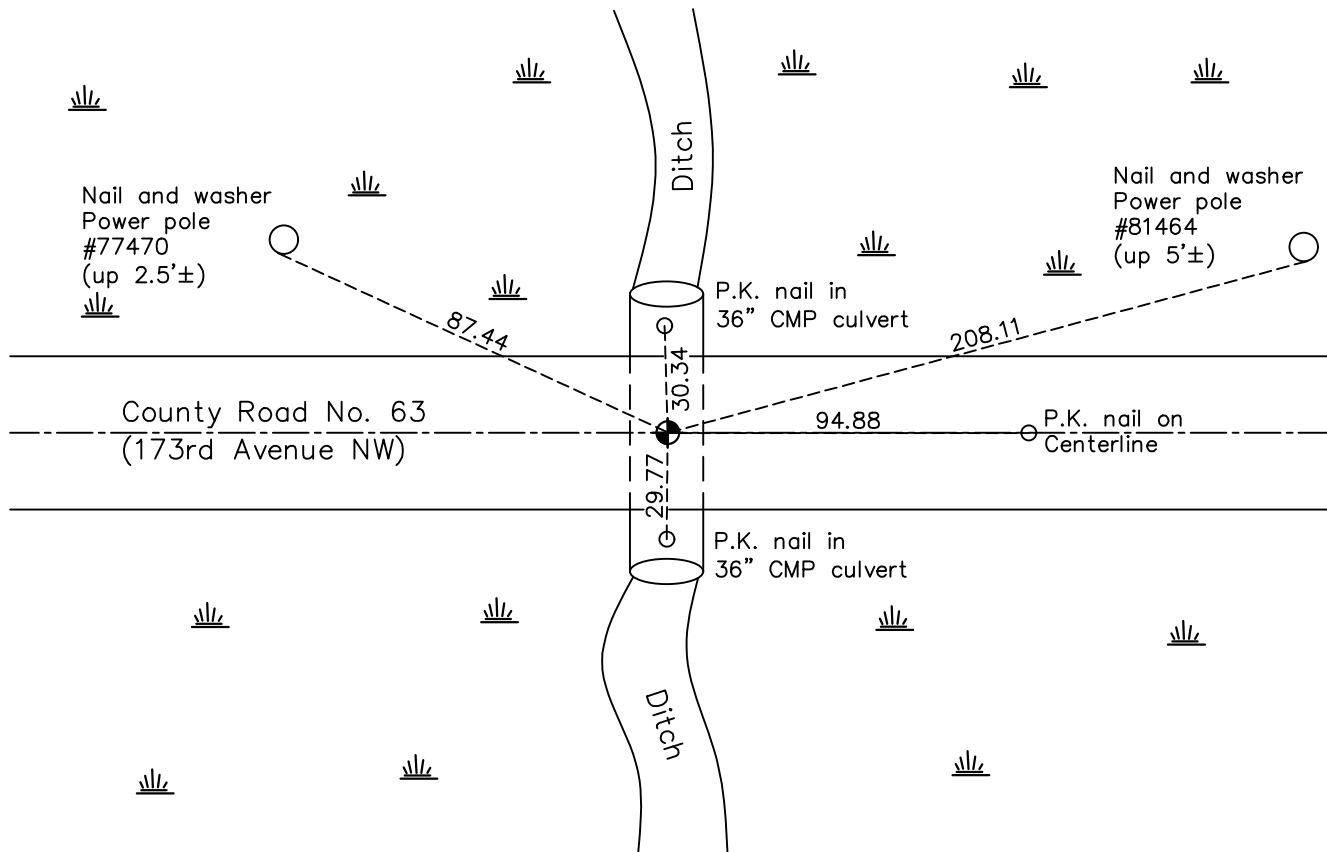 Ditch
Nail and washer
Power pole
#77470
(up 2.5'±)
Nail and washer
Power pole
#81464
(up 5'±)
P.K. nail in
36" CMP culvert
87.44
30.34
208.11
County Road No. 63
(173rd Avenue NW)
94.88
P.K. nail on
Centerline
29.77
P.K. nail in
36" CMP culvert
Ditch